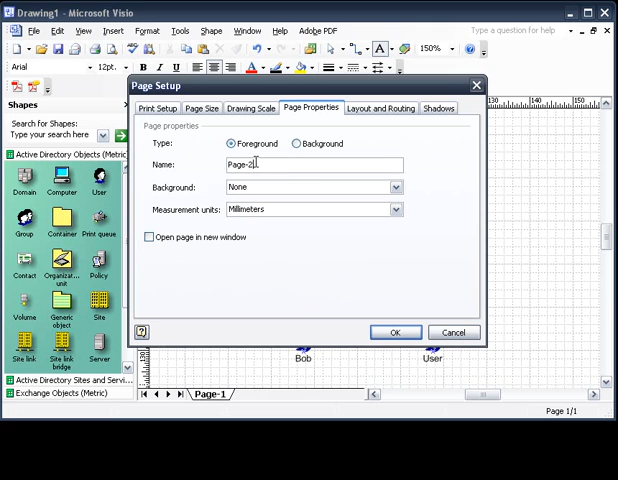 Drawing1 - Microsoft Visio
File Edit View Insert Format Tools Shape Window Help Adobe PDF
Type a question for help
A 150%
Arial 12pt. B I U A
Shapes
Search for Shapes:
Type your search here
Active Directory Objects (Metric)
Domain Computer User
Group Container Print queue
Contact Organizat... unit Policy
Volume Generic object Site
Site link Site link bridge Server
Active Directory Sites and Servi...
Exchange Objects (Metric)
Page Setup
Print Setup Page Size Drawing Scale Page Properties Layout and Routing Shadows
Page properties
Type: Foreground Background
Name: Page-2
Background: None
Measurement units: Millimeters
Open page in new window
OK Cancel
130 140 150
130
Bob User
Page-1
Page 1/1